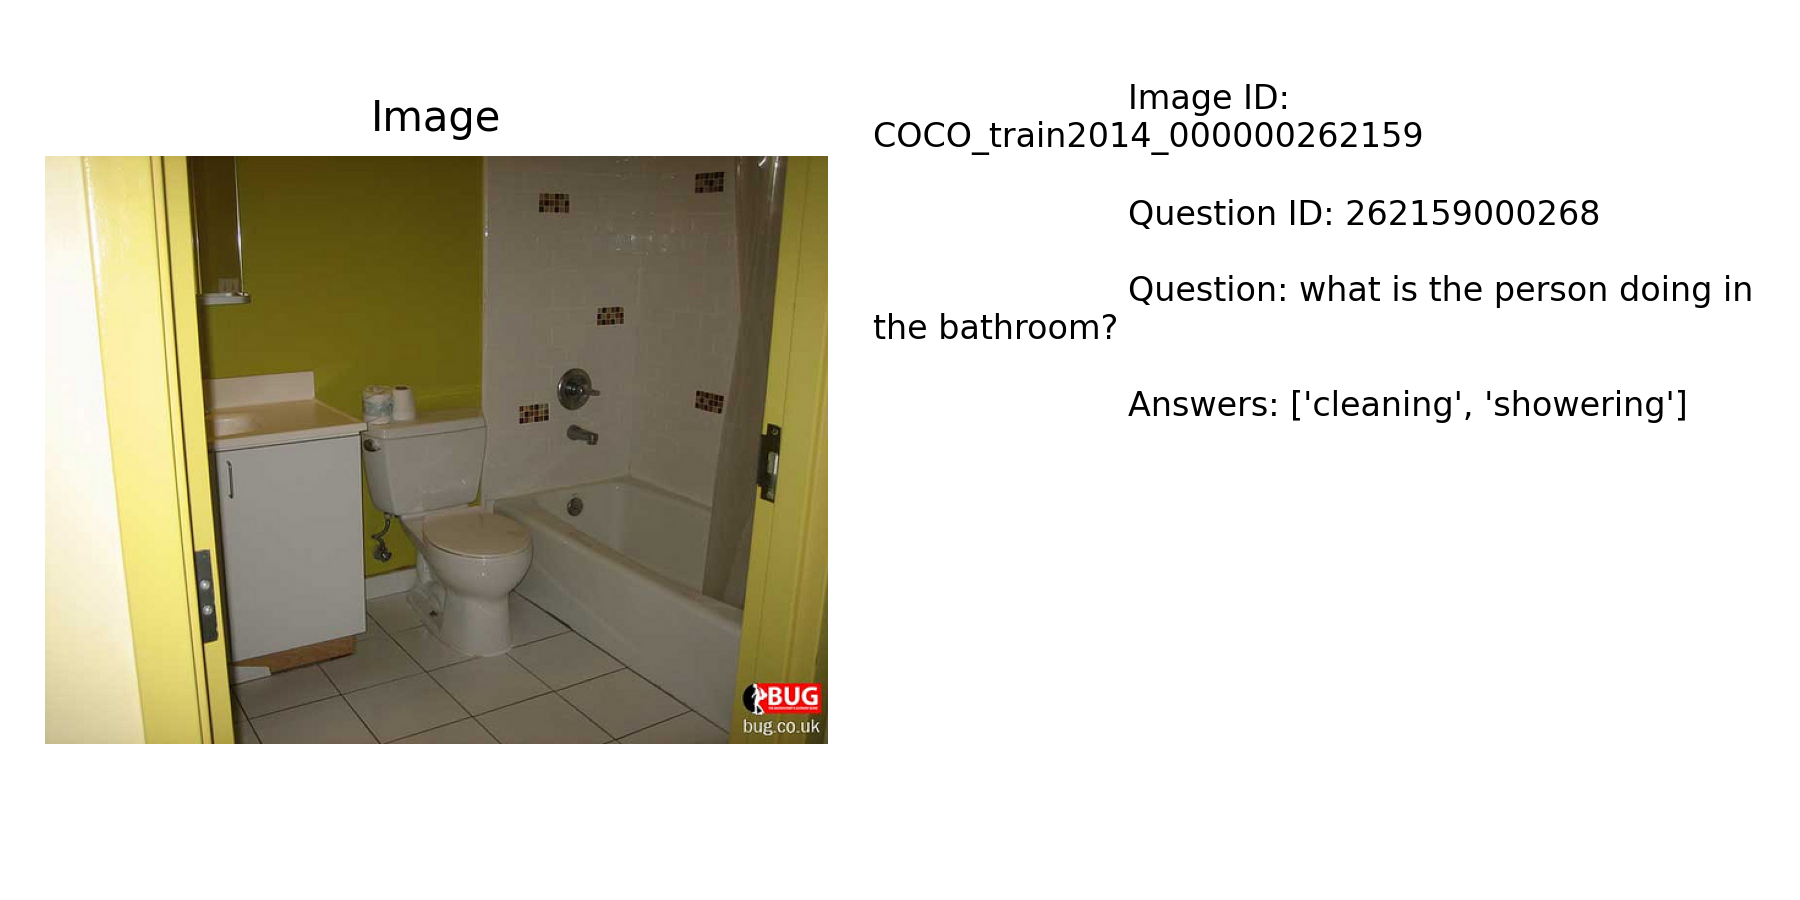 Image
Image ID:
COCO_train2014_000000262159
Question ID: 262159000268
Question: what is the person doing in
the bathroom?
Answers: ['cleaning', 'showering']
BUG
bug.co.uk